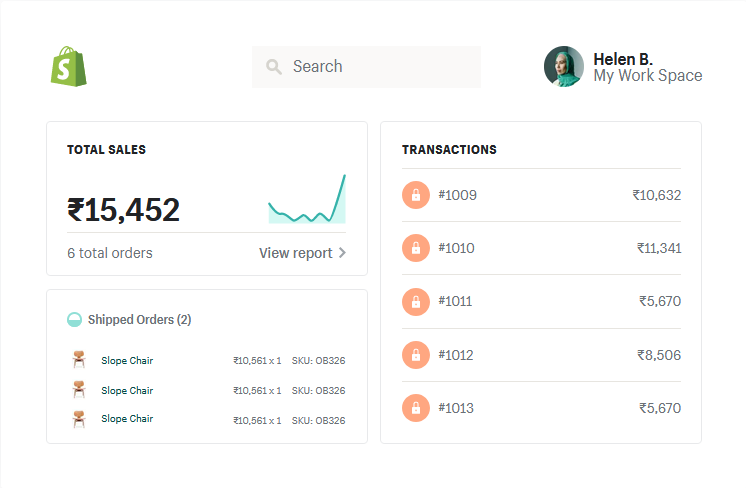 S
Search
Helen B.
My Work Space
TOTAL SALES
₹15,452
6 total orders
View report
Shipped Orders (2)
Slope Chair ₹10,561 x 1 SKU: OB326
Slope Chair ₹10,561 x 1 SKU: OB326
Slope Chair ₹10,561 x 1 SKU: OB326
TRANSACTIONS
#1009 ₹10,632
#1010 ₹11,341
#1011 ₹5,670
#1012 ₹8,506
#1013 ₹5,670